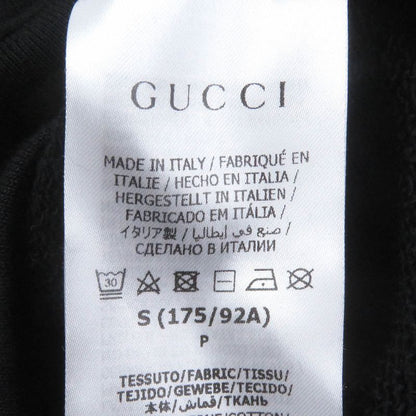 GUCCI
MADE IN ITALY / FABRIQUÉ EN
ITALIE / HECHO EN ITALIA /
HERGESTELLT IN ITALIEN /
FABRICADO EM ITÁLIA /
イタリア製 / صنع في إيطاليا /
СДЕЛАНО В ИТАЛИИ
30
S (175/92A)
P
TESSUTO/FABRIC/TISSU/
TEJIDO/GEWEBE/TECIDO/
本体/قماش/ТКАНЬ